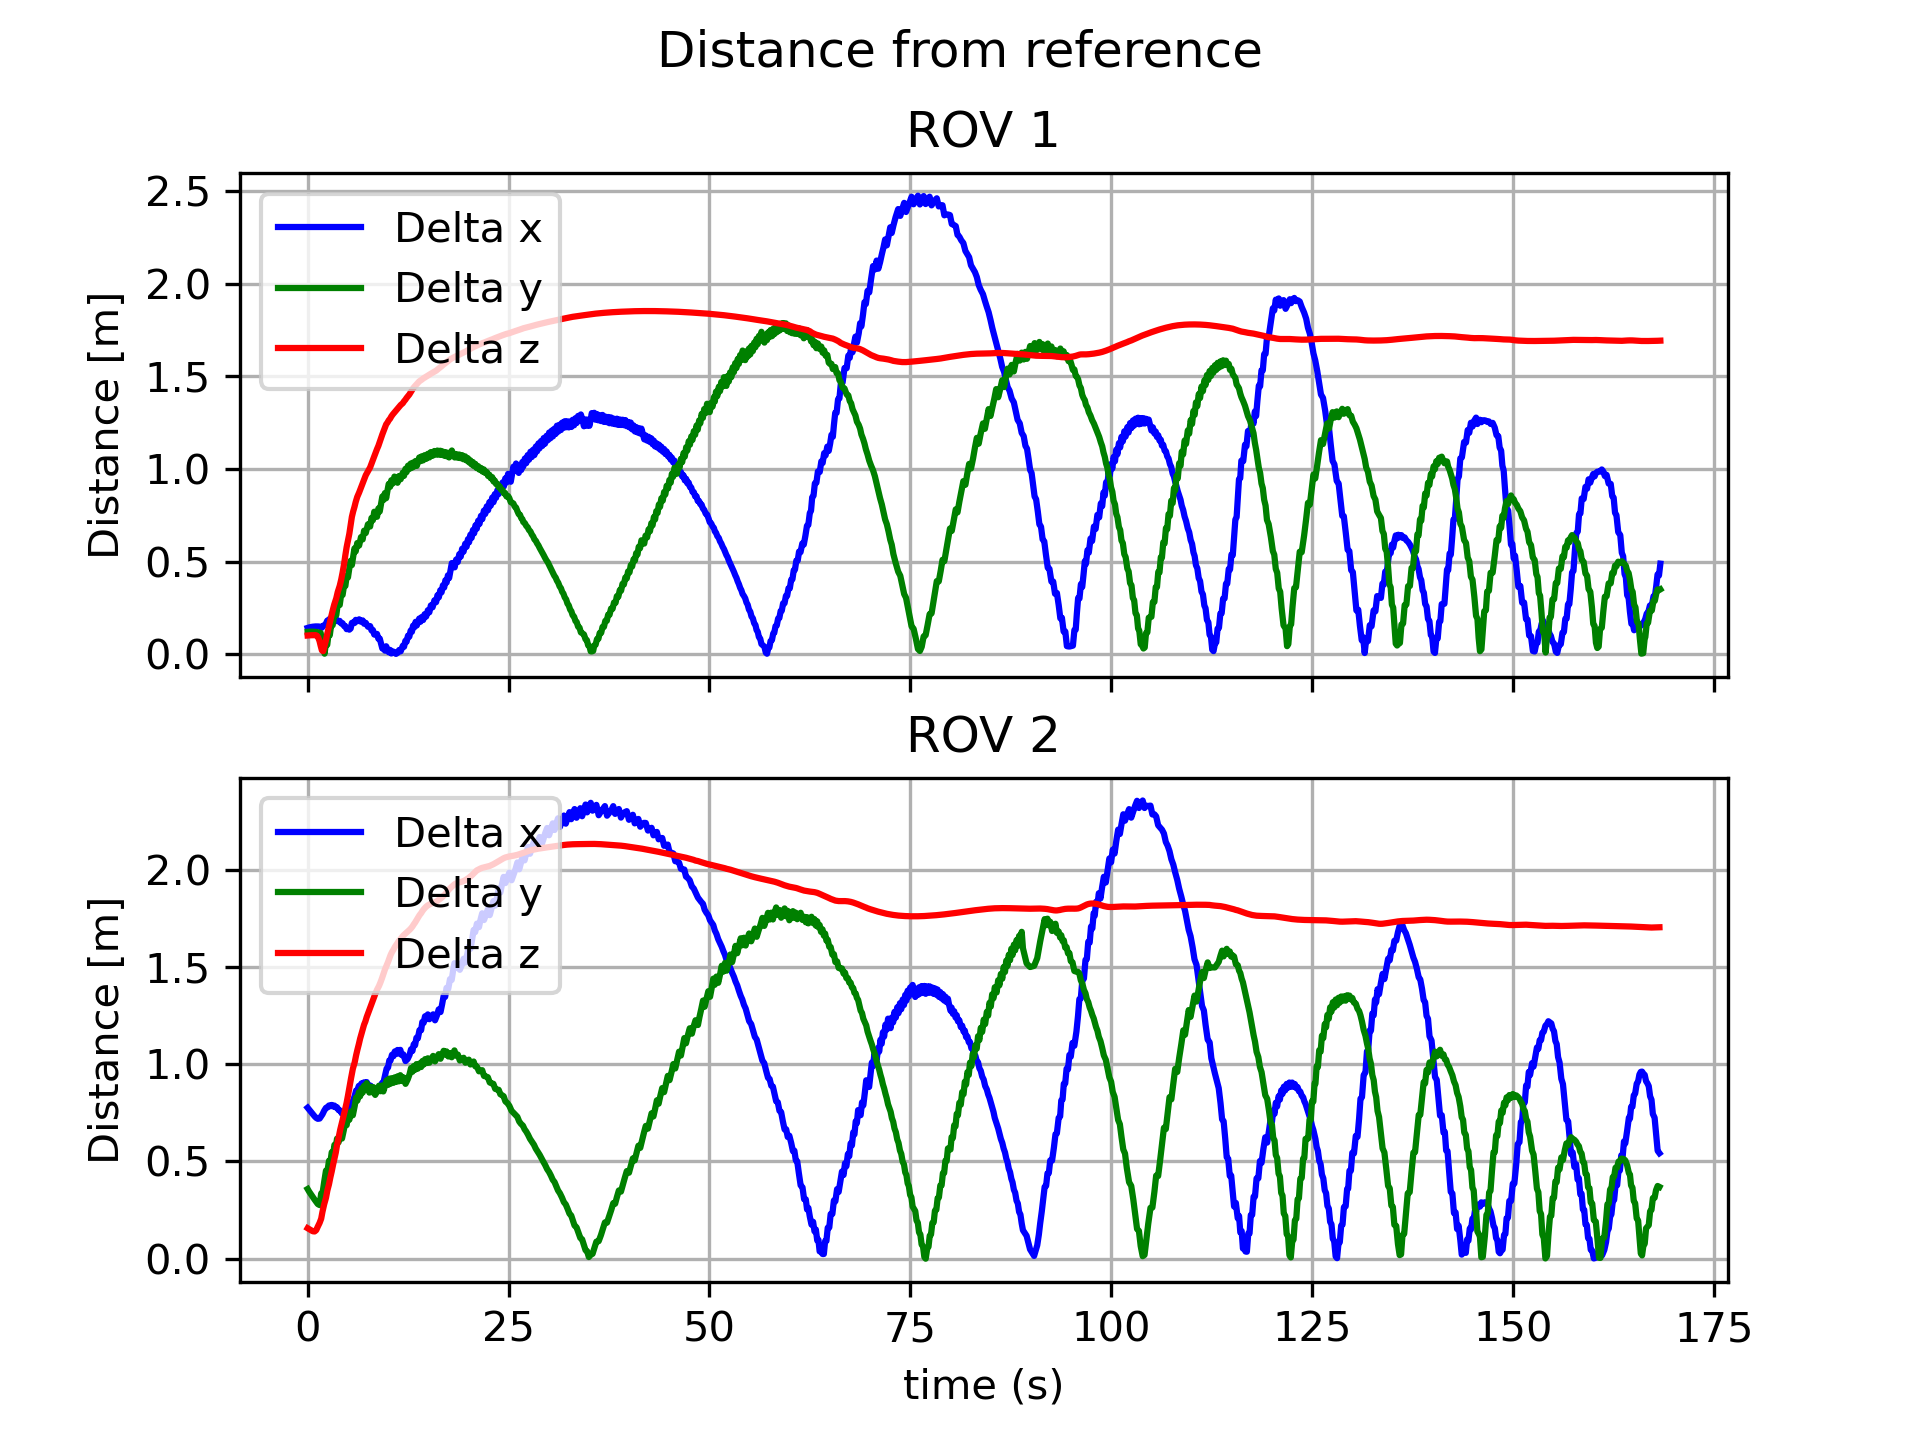 Distance from reference
ROV 1
2.5
2.0
1.5
1.0
0.5
0.0
Distance [m]
Delta x
Delta y
Delta z
ROV 2
2.0
1.5
1.0
0.5
0.0
Distance [m]
Delta x
Delta y
Delta z
0 25 50 75 100 125 150 175
time (s)